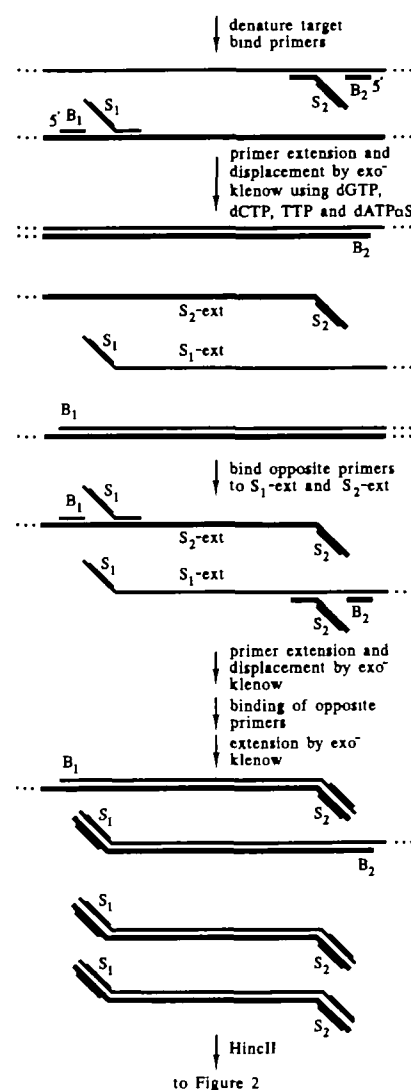 denature target
bind primers
S2
B2 5'
5' B1
S1
primer extension and
displacement by exo-
klenow using dGTP,
dCTP, TTP and dATPαS
B2
S2-ext
S2
S1
S1-ext
B1
bind opposite primers
to S1-ext and S2-ext
B1
S1
S2-ext
S2
S1
S1-ext
S2
B2
primer extension and
displacement by exo-
klenow
binding of opposite
primers
extension by exo-
klenow
B1
S2
S1
B2
S1
S2
S1
S2
HincII
to Figure 2